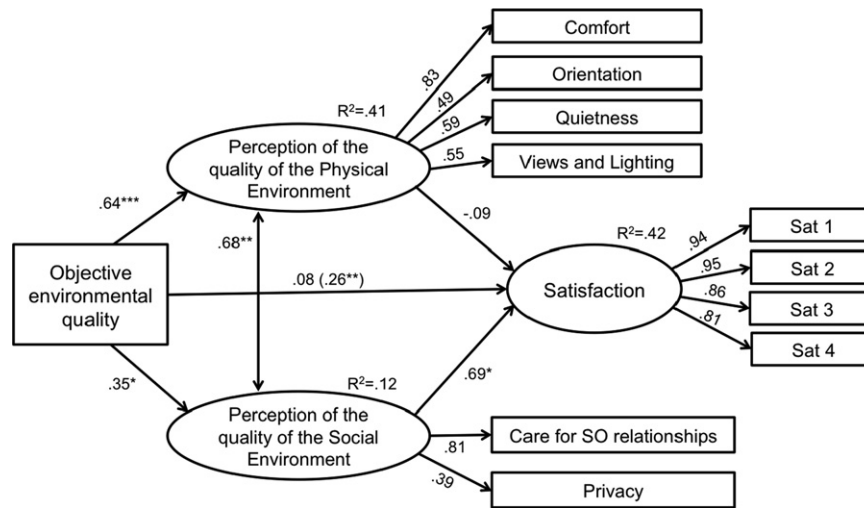 Comfort
Orientation
Quietness
Views and Lighting
.83
.49
.59
.55
R²=.41
Perception of the
quality of the Physical
Environment
.64***
.68**
-.09
Objective
environmental
quality
.08 (.26**)
R²=.42
Satisfaction
.94
.95
.86
.81
Sat 1
Sat 2
Sat 3
Sat 4
.35*
.69*
R²=.12
Perception of the
quality of the Social
Environment
.81
.39
Care for SO relationships
Privacy